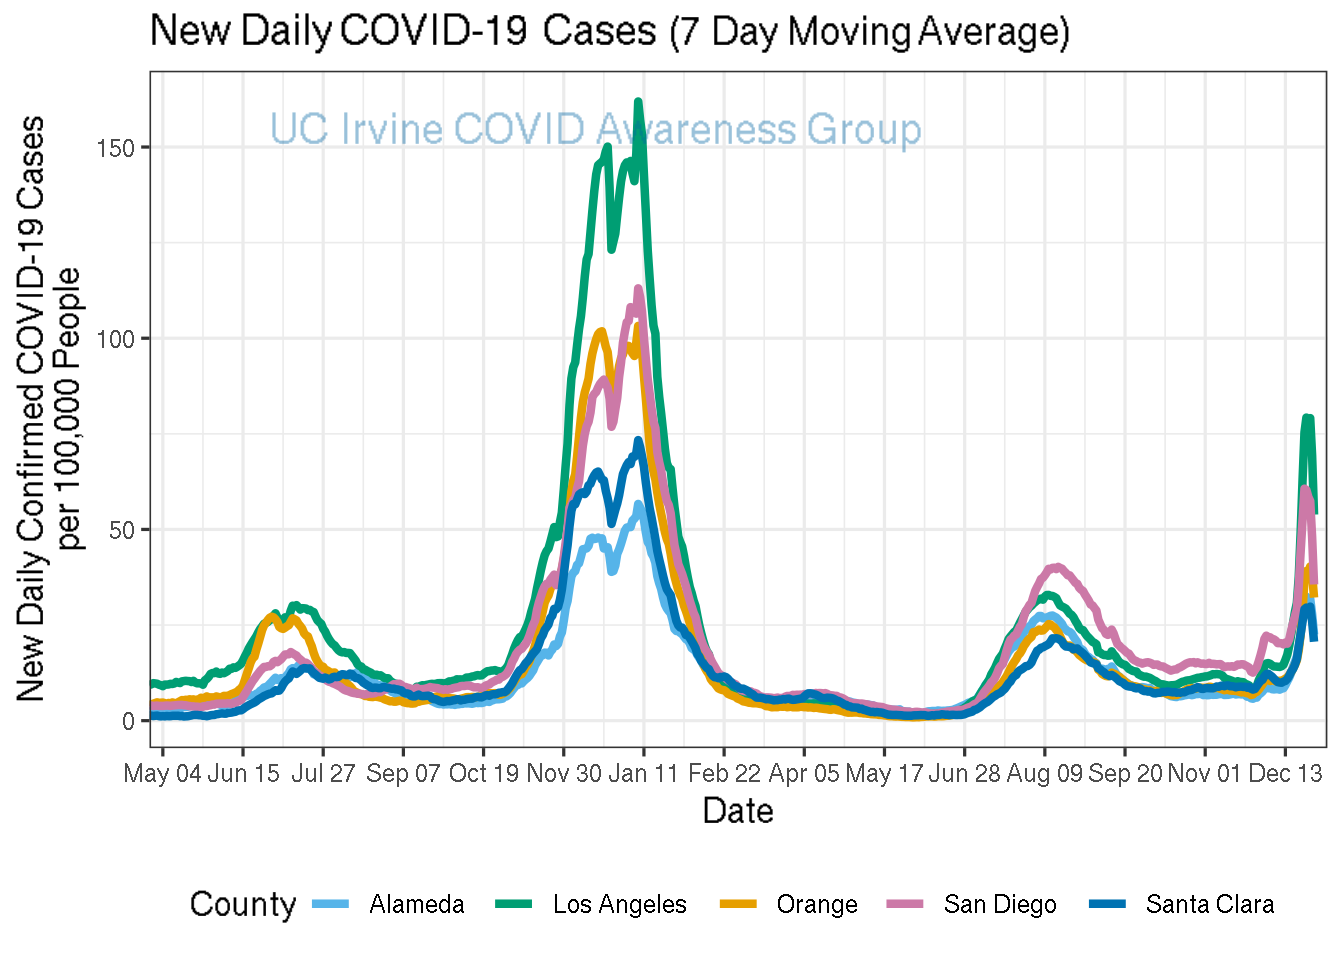 New Daily COVID-19 Cases (7 Day Moving Average)
UC Irvine COVID Awareness Group
New Daily Confirmed COVID-19 Cases
per 100,000 People
150
100
50
0
May 04 Jun 15 Jul 27 Sep 07 Oct 19 Nov 30 Jan 11 Feb 22 Apr 05 May 17 Jun 28 Aug 09 Sep 20 Nov 01 Dec 13
Date
County Alameda Los Angeles Orange San Diego Santa Clara